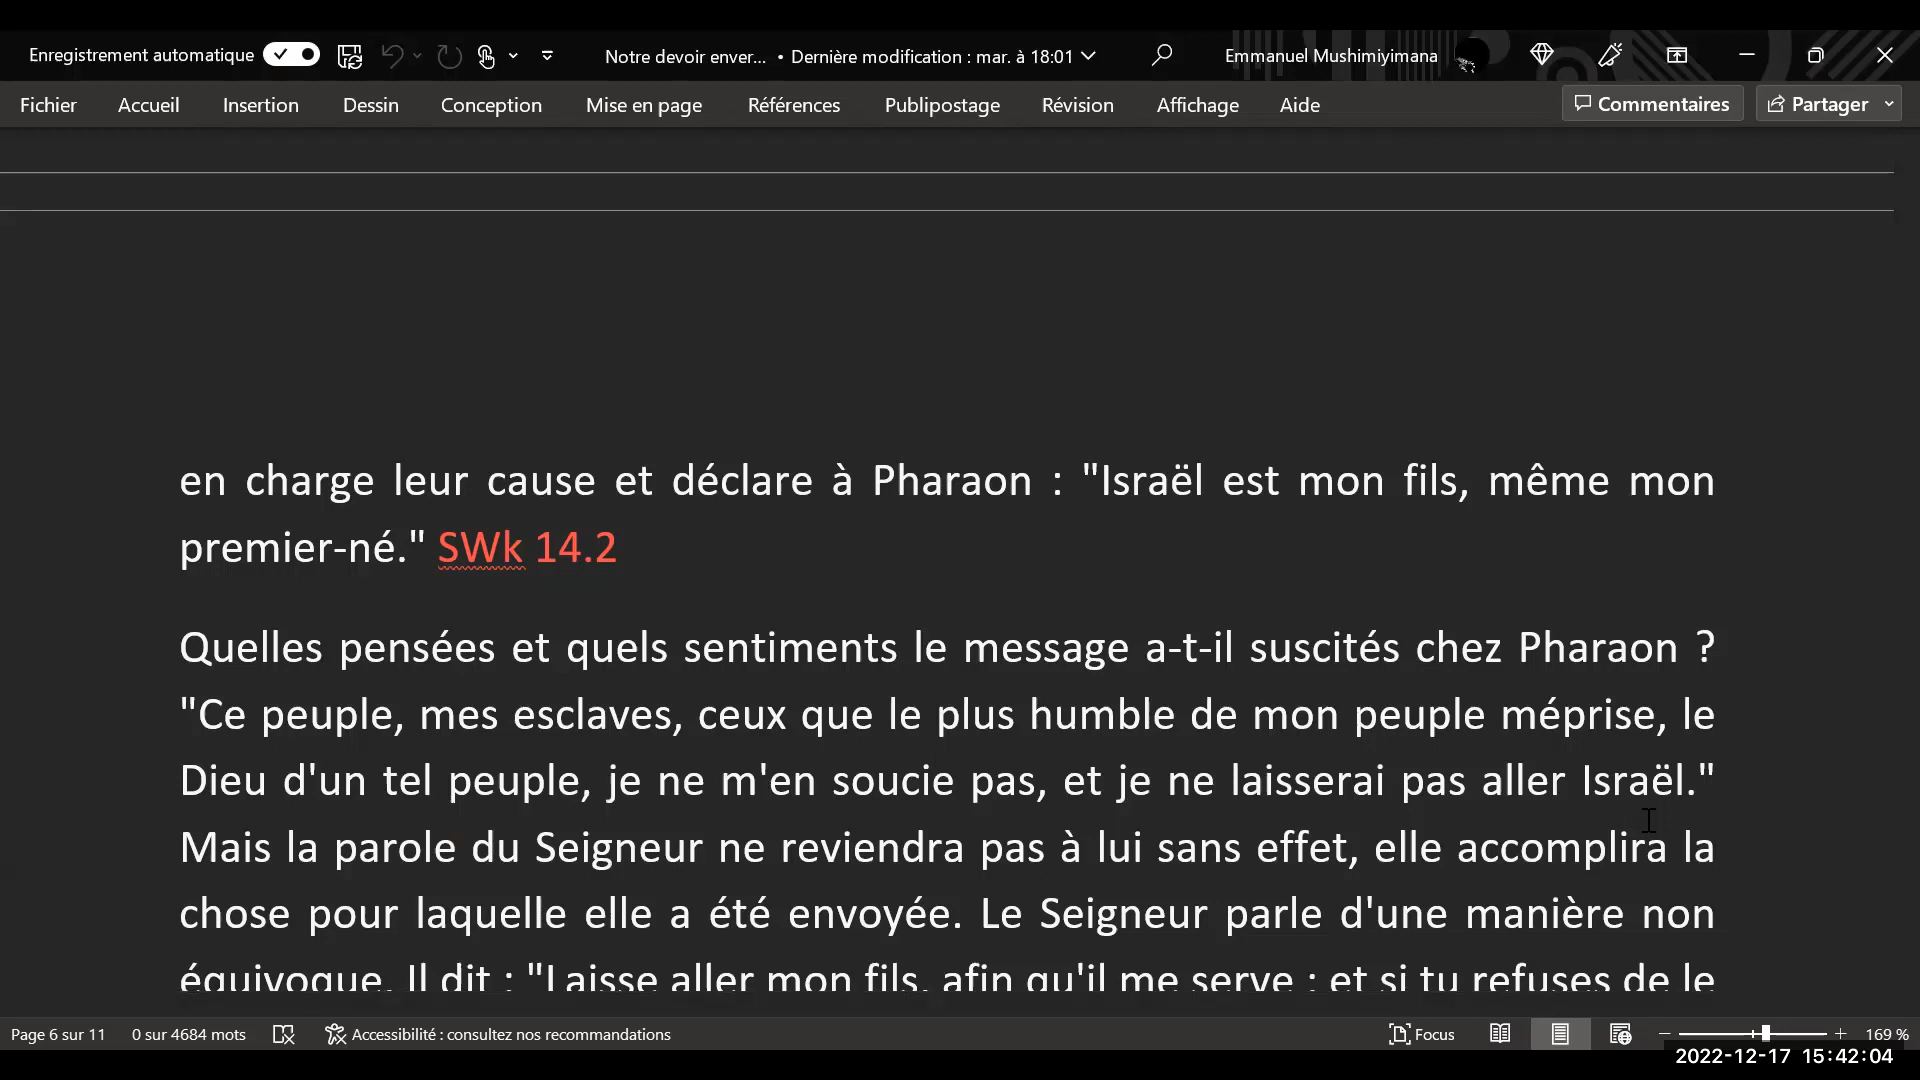 Enregistrement automatique
Notre devoir enver... • Dernière modification : mar. à 18:01
Emmanuel Mushimiyimana
Fichier Accueil Insertion Dessin Conception Mise en page Références Publipostage Révision Affichage Aide Commentaires Partager
en charge leur cause et déclare à Pharaon : "Israël est mon fils, même mon
premier-né." SWk 14.2
Quelles pensées et quels sentiments le message a-t-il suscités chez Pharaon ?
"Ce peuple, mes esclaves, ceux que le plus humble de mon peuple méprise, le
Dieu d'un tel peuple, je ne m'en soucie pas, et je ne laisserai pas aller Israël."
Mais la parole du Seigneur ne reviendra pas à lui sans effet, elle accomplira la
chose pour laquelle elle a été envoyée. Le Seigneur parle d'une manière non
équivoque. Il dit : "Laisse aller mon fils, afin qu'il me serve ; et si tu refuses de le
Page 6 sur 11 0 sur 4684 mots Accessibilité : consultez nos recommandations Focus 169 %
2022-12-17 15:42:04